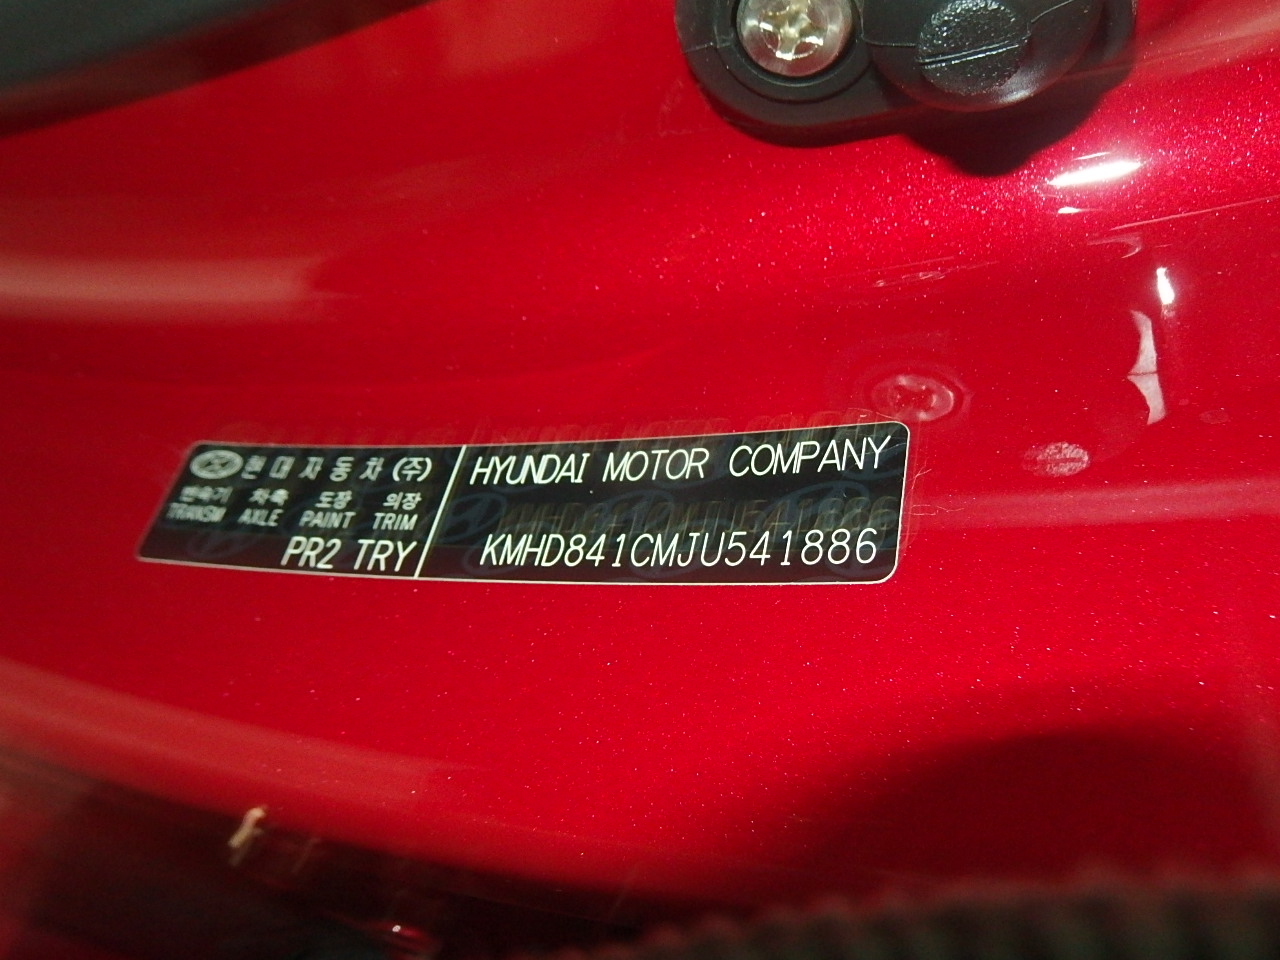 현대자동차(주)
변속기 차축 도장 의장
TRANSM AXLE PAINT TRIM
PR2 TRY
HYUNDAI MOTOR COMPANY
KMHD841CMJU541886